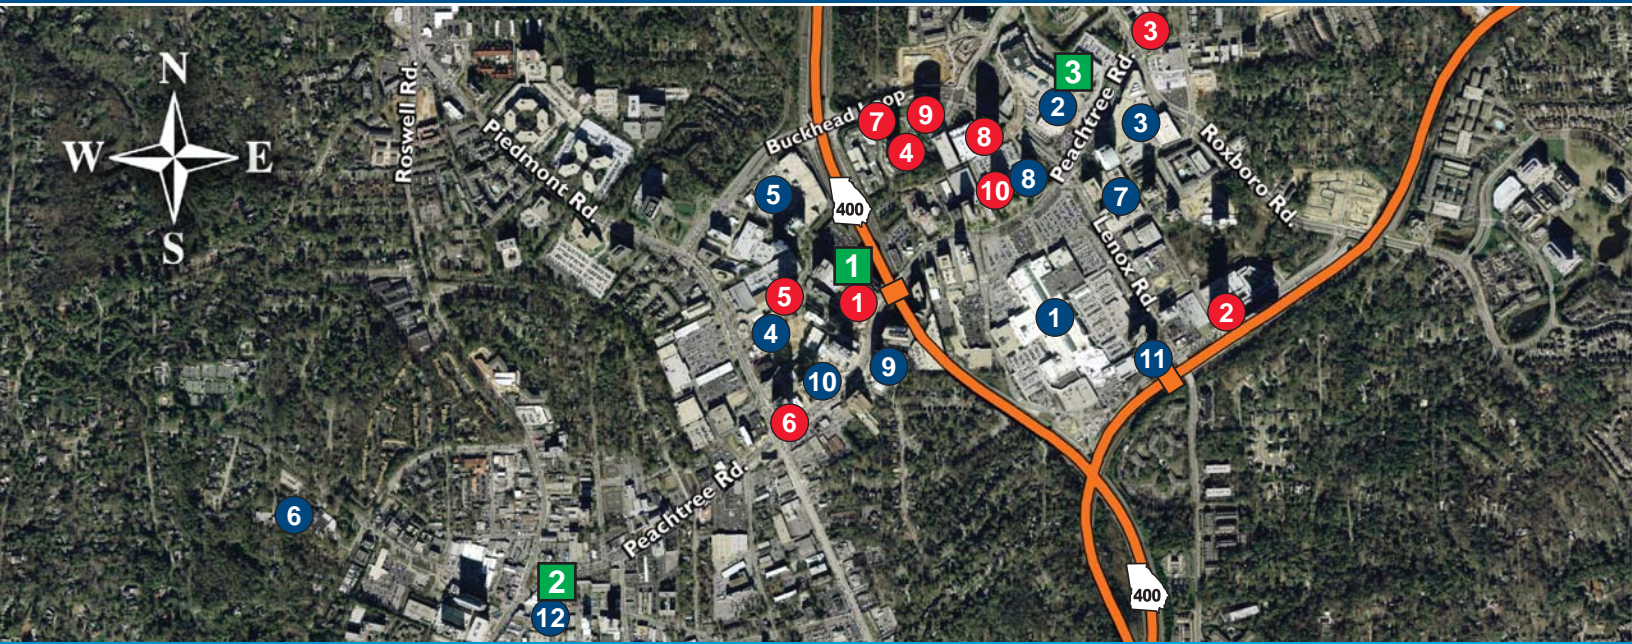 N
W E
S
Roswell Rd.
Piedmont Rd.
Buckhead Loop
Peachtree Rd.
Roxboro Rd.
Lenox Rd
Peachtree Rd.
400
400
3
3
2
3
9
7
8
4
8
10
5
7
1
5
1
2
1
4
11
9
10
6
6
2
12